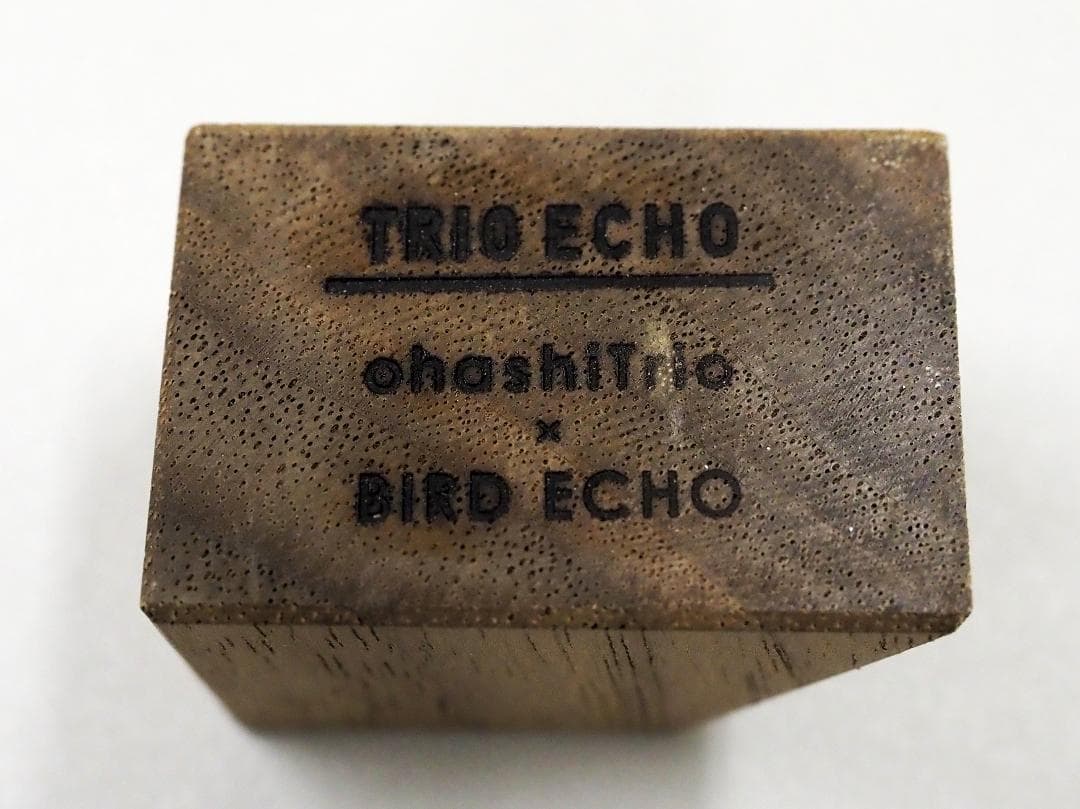 TRIO ECHO
ohashiTrio
×
BIRD ECHO